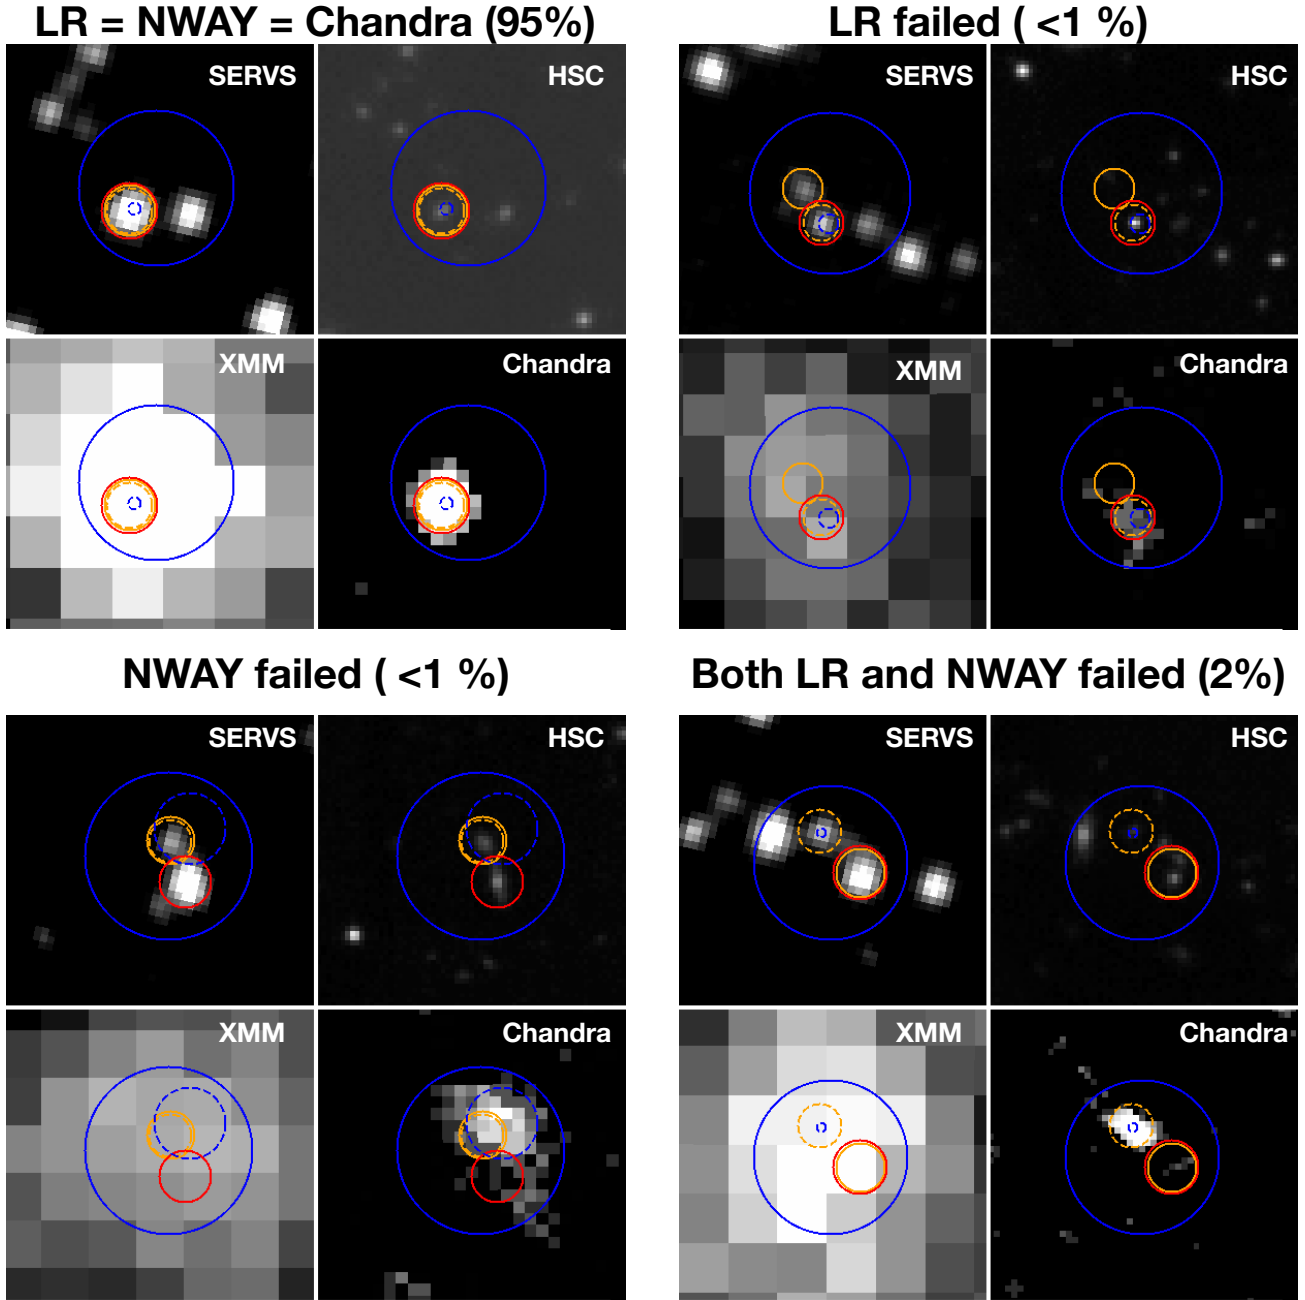 LR = NWAY = Chandra (95%)
SERVS
HSC
XMM
Chandra
LR failed ( <1 %)
SERVS
HSC
XMM
Chandra
NWAY failed ( <1 %)
SERVS
HSC
XMM
Chandra
Both LR and NWAY failed (2%)
SERVS
HSC
XMM
Chandra